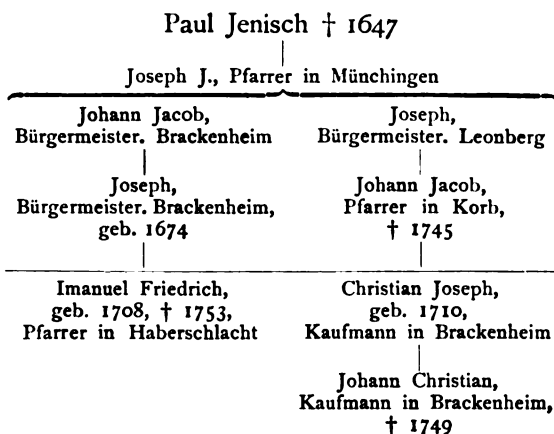 Paul Jenisch † 1647
Joseph J., Pfarrer in Münchingen
Johann Jacob,
Bürgermeister. Brackenheim
Joseph,
Bürgermeister. Leonberg
Joseph,
Bürgermeister. Brackenheim,
geb. 1674
Johann Jacob,
Pfarrer in Korb,
† 1745
Imanuel Friedrich,
geb. 1708, † 1753,
Pfarrer in Haberschlacht
Christian Joseph,
geb. 1710,
Kaufmann in Brackenheim
Johann Christian,
Kaufmann in Brackenheim,
† 1749